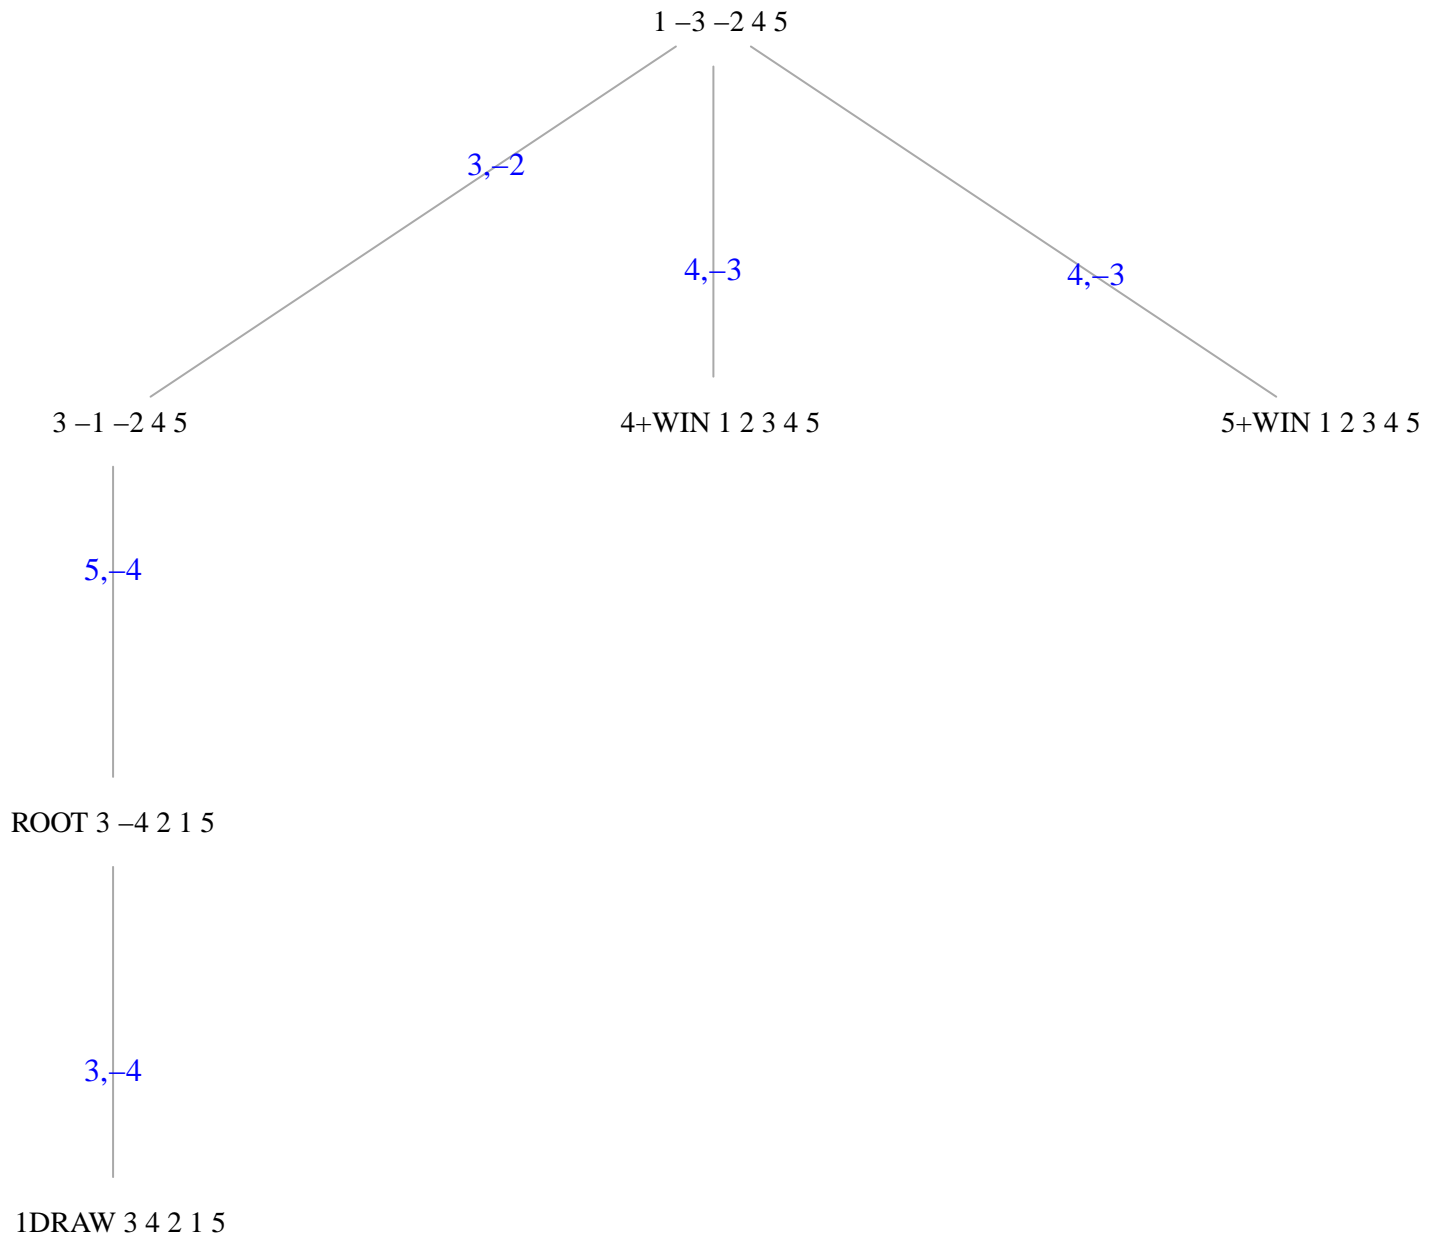 1 –3 –2 4 5
3,–2
4,–3
4,–3
3 –1 –2 4 5
4+WIN 1 2 3 4 5
5+WIN 1 2 3 4 5
5,–4
ROOT 3 –4 2 1 5
3,–4
1DRAW 3 4 2 1 5